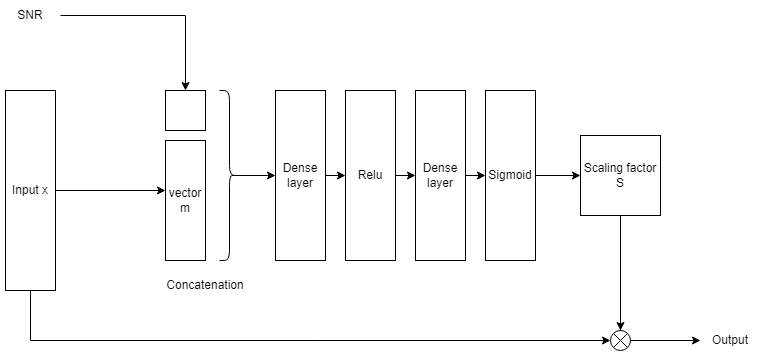 SNR
Input x
vector
m
Concatenation
Dense
layer
Relu
Dense
layer
Sigmoid
Scaling factor
S
Output